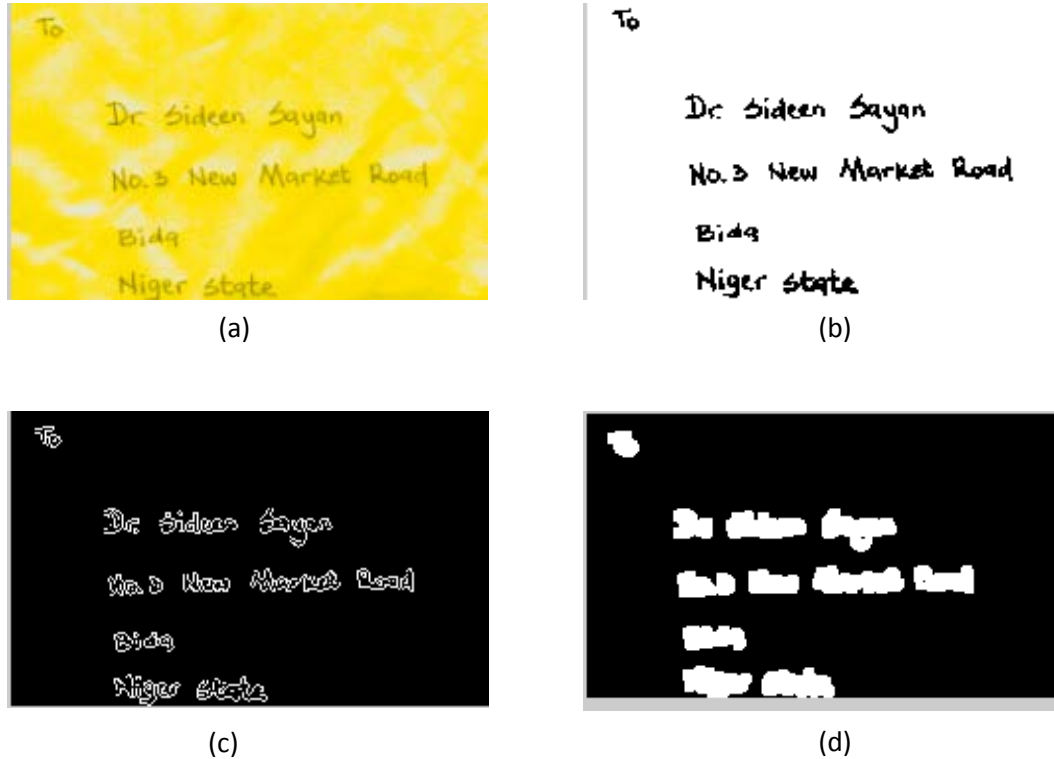 To
Dr. Sideen Sayan
No.3 New Market Road
Bida
Niger state
(a)
To
Dr. Sideen Sayan
No.3 New Market Road
Bida
Niger state
(b)
To
Dr. Sideen Sayan
No.3 New Market Road
Bida
Niger state
(c)
(d)